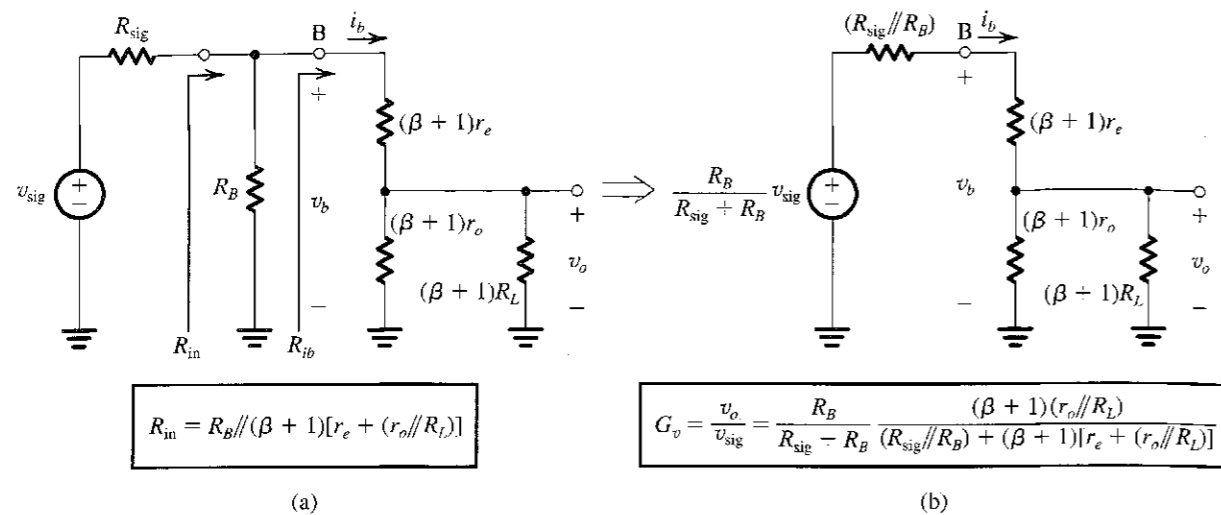 R_sig
B
i_b
v_sig
+
−
R_B
+
v_b
−
(β + 1)r_e
(β + 1)r_o
(β + 1)R_L
+
v_o
−
R_in
R_ib
R_in = R_B//(β + 1)[r_e + (r_o//R_L)]
(a)
⇒
(R_sig//R_B)
B
i_b
R_B / (R_sig ÷ R_B) v_sig
+
−
+
v_b
−
(β + 1)r_e
(β + 1)r_o
(β ÷ 1)R_L
+
v_o
−
G_v = v_o / v_sig = R_B / (R_sig − R_B) (β + 1)(r_o//R_L) / ((R_sig//R_B) + (β + 1)[r_e + (r_o//R_L)])
(b)